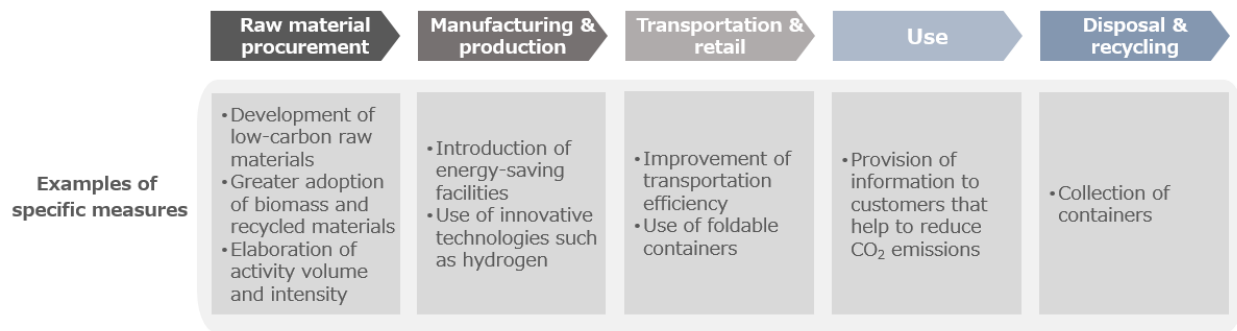 Raw material
procurement
Manufacturing &
production
Transportation &
retail
Use
Disposal &
recycling
Examples of
specific measures
•Development of
low-carbon raw
materials
•Greater adoption
of biomass and
recycled materials
•Elaboration of
activity volume
and intensity
•Introduction of
energy-saving
facilities
•Use of innovative
technologies such
as hydrogen
•Improvement of
transportation
efficiency
•Use of foldable
containers
•Provision of
information to
customers that
help to reduce
CO₂ emissions
•Collection of
containers